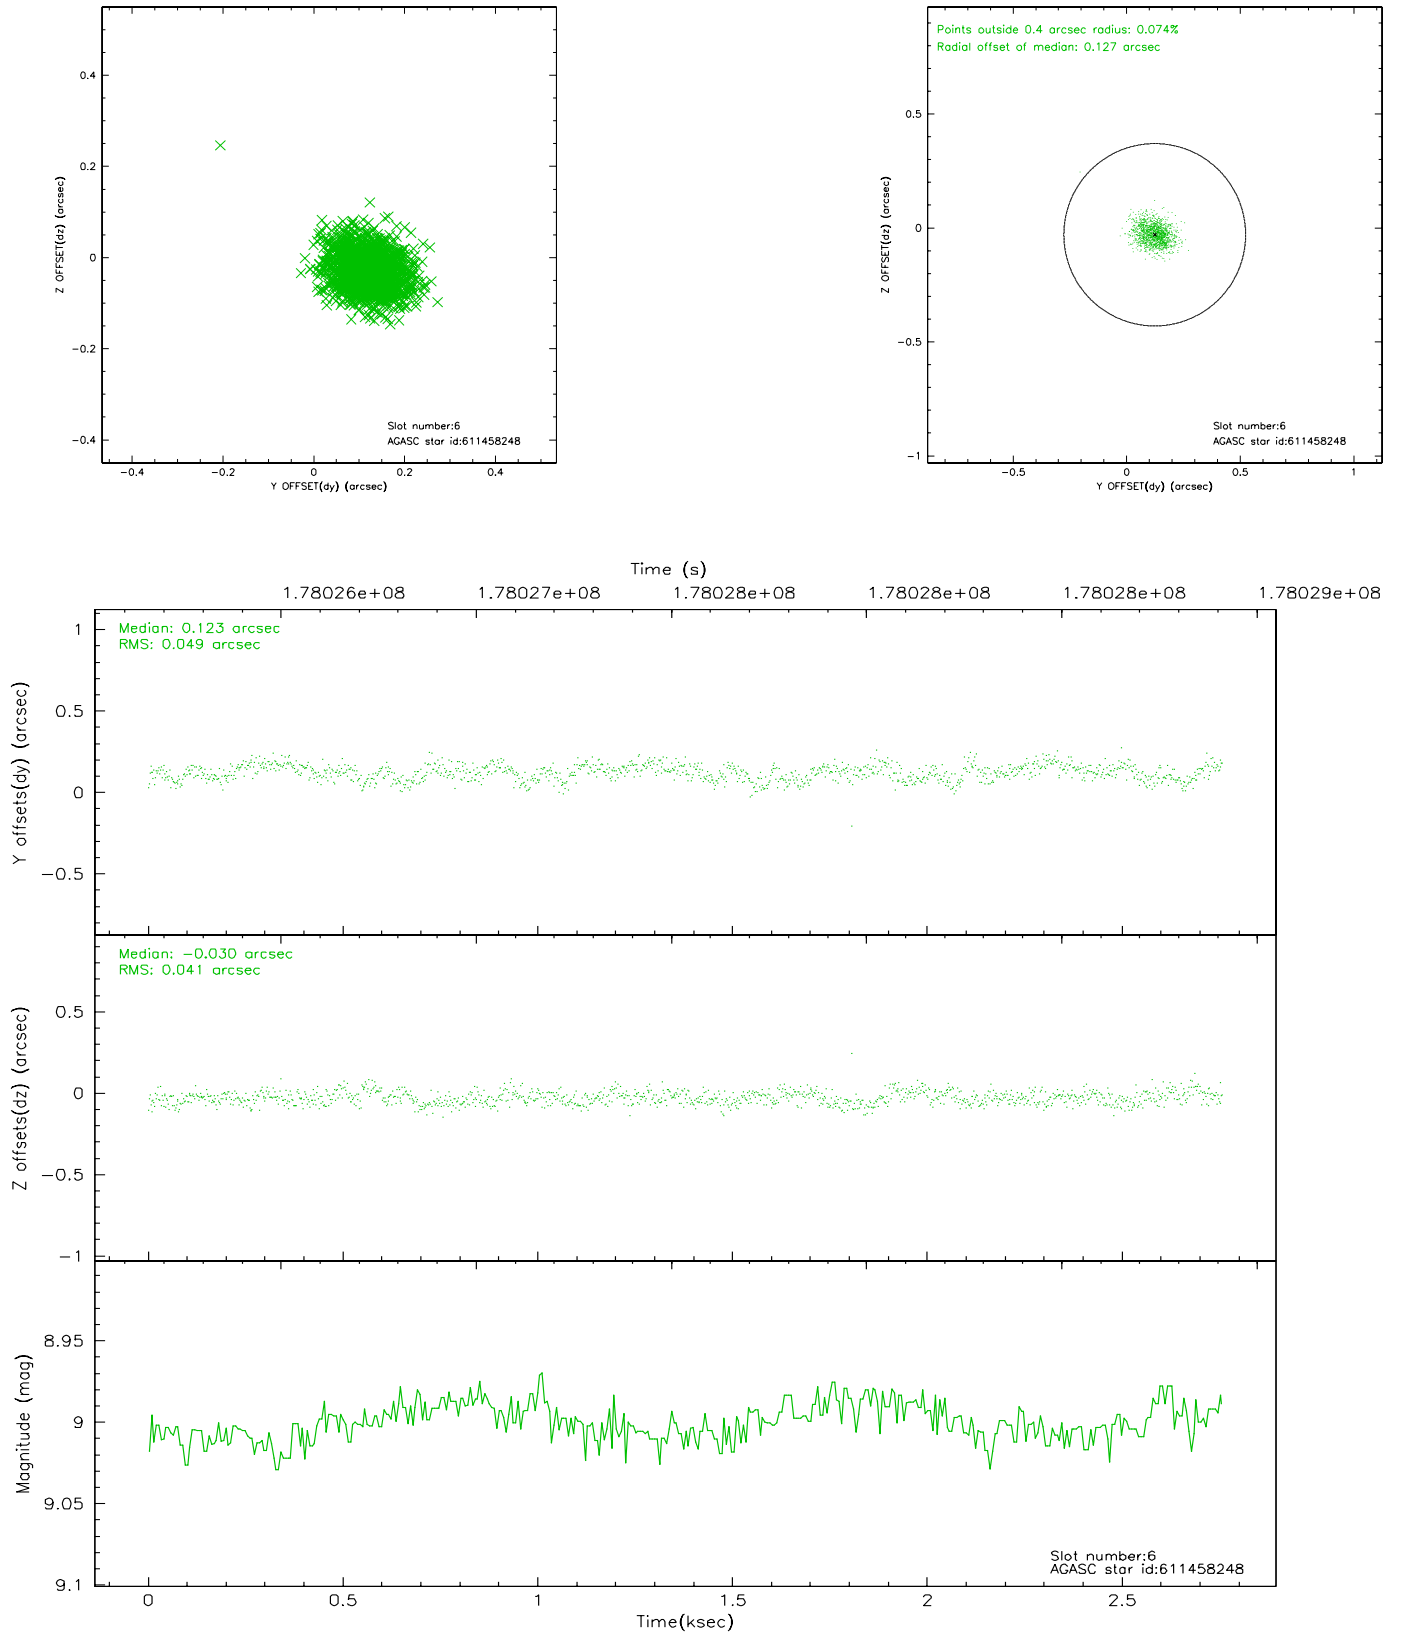 0.4
0.2
0
−0.2
−0.4
Z OFFSET(dz) (arcsec)
Slot number:6
AGASC star id:611458248
−0.4 −0.2 0 0.2 0.4
Y OFFSET(dy) (arcsec)
Points outside 0.4 arcsec radius: 0.074%
Radial offset of median: 0.127 arcsec
0.5
0
−0.5
−1
Z OFFSET(dz) (arcsec)
Slot number:6
AGASC star id:611458248
−0.5 0 0.5 1
Y OFFSET(dy) (arcsec)
Time (s)
1.78026e+08 1.78027e+08 1.78028e+08 1.78028e+08 1.78028e+08 1.78029e+08
Median: 0.123 arcsec
RMS: 0.049 arcsec
1
0.5
0
−0.5
Y offsets(dy) (arcsec)
Median: −0.030 arcsec
RMS: 0.041 arcsec
0.5
0
−0.5
−1
Z offsets(dz) (arcsec)
8.95
9
9.05
9.1
Magnitude (mag)
Slot number:6
AGASC star id:611458248
0 0.5 1 1.5 2 2.5
Time(ksec)